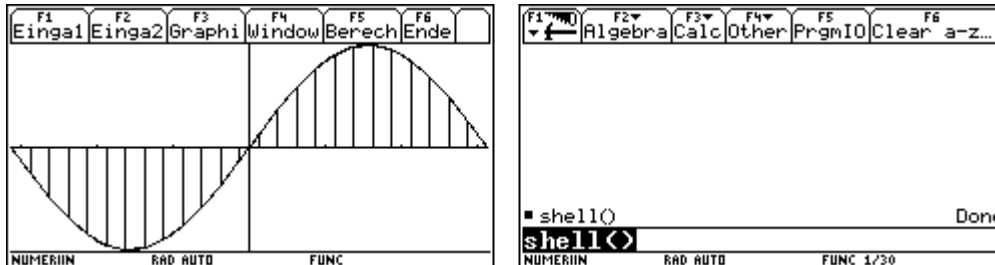 F1 F2 F3 F4 F5 F6
Einga1 Einga2 Graphi Window Berech Ende
NUMERIIN RAD AUTO FUNC
F1 F2▾ F3▾ F4▾ F5 F6
Algebra Calc Other PrgmIO Clear a-z…
▪ shell() Done
shell()
NUMERIIN RAD AUTO FUNC 1/30